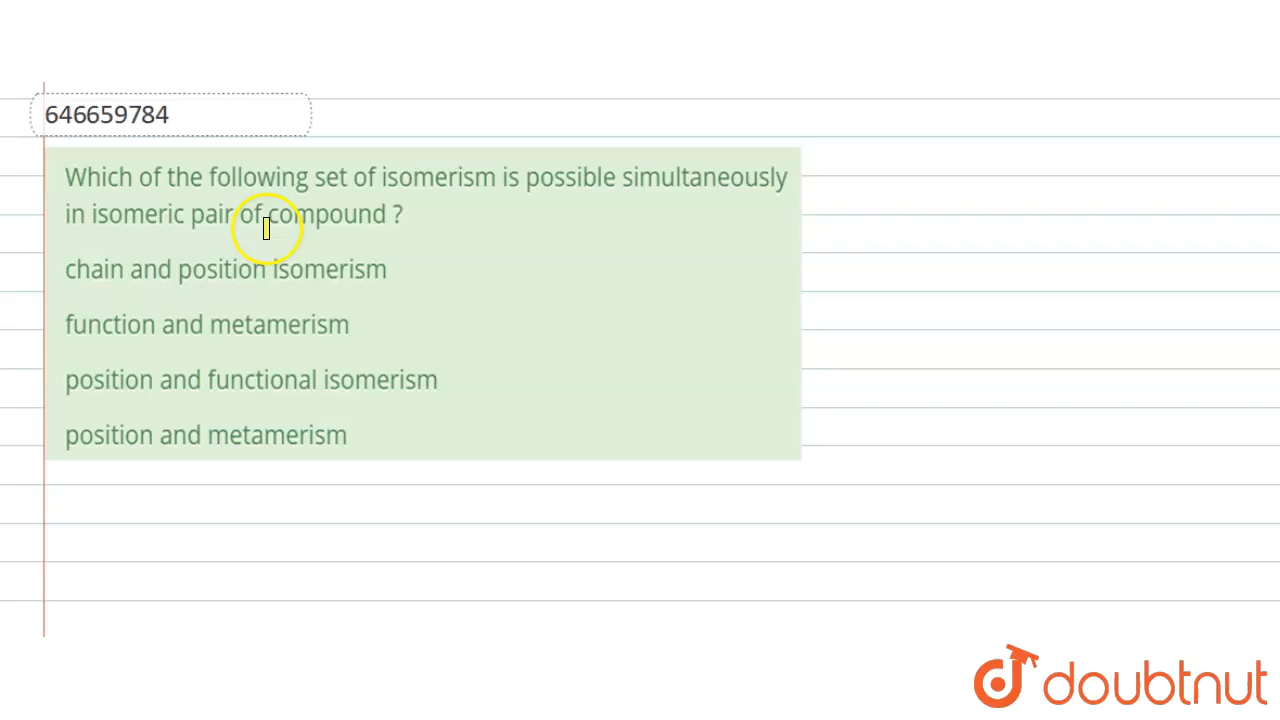 646659784
Which of the following set of isomerism is possible simultaneously
in isomeric pair of compound ?
chain and position isomerism
function and metamerism
position and functional isomerism
position and metamerism
doubtnut